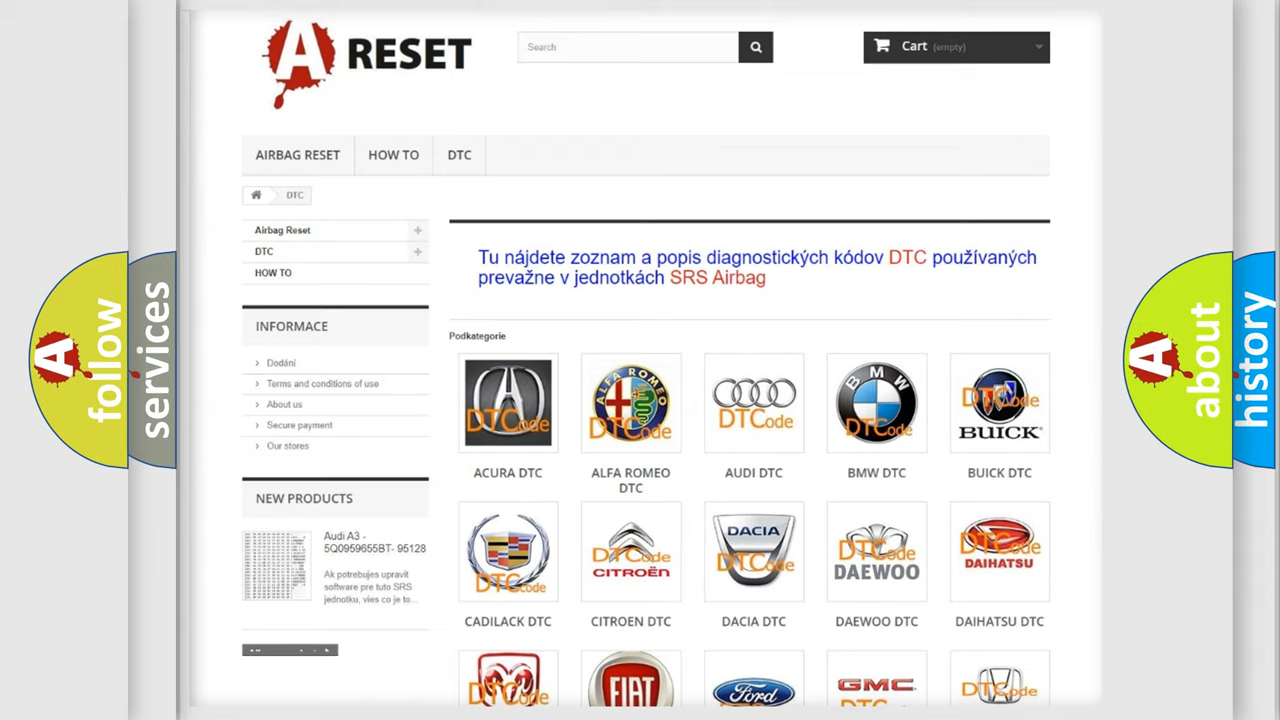 A RESET
Search
Cart (empty)
AIRBAG RESET
HOW TO
DTC
DTC
Airbag Reset
DTC
HOW TO
Tu nájdete zoznam a popis diagnostických kódov DTC používaných
prevažne v jednotkách SRS Airbag
INFORMACE
Dodání
Terms and conditions of use
About us
Secure payment
Our stores
NEW PRODUCTS
Audi A3 -
5Q0959655BT- 95128
Ak potrebujes upravit
software pre tuto SRS
jednotku, vies co je to...
Podkategorie
DTCode
ALFA ROMEO
DTCode
DTCode
BMW
DTCode
DTCode
BUICK
ACURA DTC
ALFA ROMEO
DTC
AUDI DTC
BMW DTC
BUICK DTC
DTCode
DTCode
CITROËN
DACIA
DTCode
DTCode
DAEWOO
DTCode
DAIHATSU
CADILACK DTC
CITROEN DTC
DACIA DTC
DAEWOO DTC
DAIHATSU DTC
DTCode
FIAT
Ford
GMC
DTCode
A follow
services
A about
history